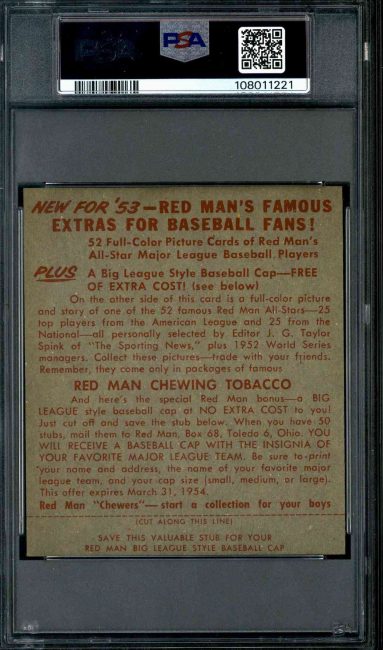 PSA
108011221
NEW FOR '53—RED MAN'S FAMOUS
EXTRAS FOR BASEBALL FANS!
52 Full-Color Picture Cards of Red Man's
All-Star Major League Baseball Players
PLUS A Big League Style Baseball Cap—FREE
OF EXTRA COST! (see below)
On the other side of this card is a full-color picture
and story of one of the 52 famous Red Man All-Stars—25
top players from the American League and 25 from the
National—all personally selected by Editor J. G. Taylor
Spink of "The Sporting News," plus 1952 World Series
managers. Collect these pictures—trade with your friends.
Remember, they come only in packages of famous
RED MAN CHEWING TOBACCO
And here's the special Red Man bonus—a BIG
LEAGUE style baseball cap at NO EXTRA COST to you!
Just cut off and save the stub below. When you have 50
stubs, mail them to Red Man, Box 68, Toledo 6, Ohio. YOU
WILL RECEIVE A BASEBALL CAP WITH THE INSIGNIA OF
YOUR FAVORITE MAJOR LEAGUE TEAM. Be sure to print
your name and address, the name of your favorite major
league team, and your cap size (small, medium, or large).
This offer expires March 31, 1954.
Red Man "Chewers"—start a collection for your boys
(CUT ALONG THIS LINE)
SAVE THIS VALUABLE STUB FOR YOUR
RED MAN BIG LEAGUE STYLE BASEBALL CAP